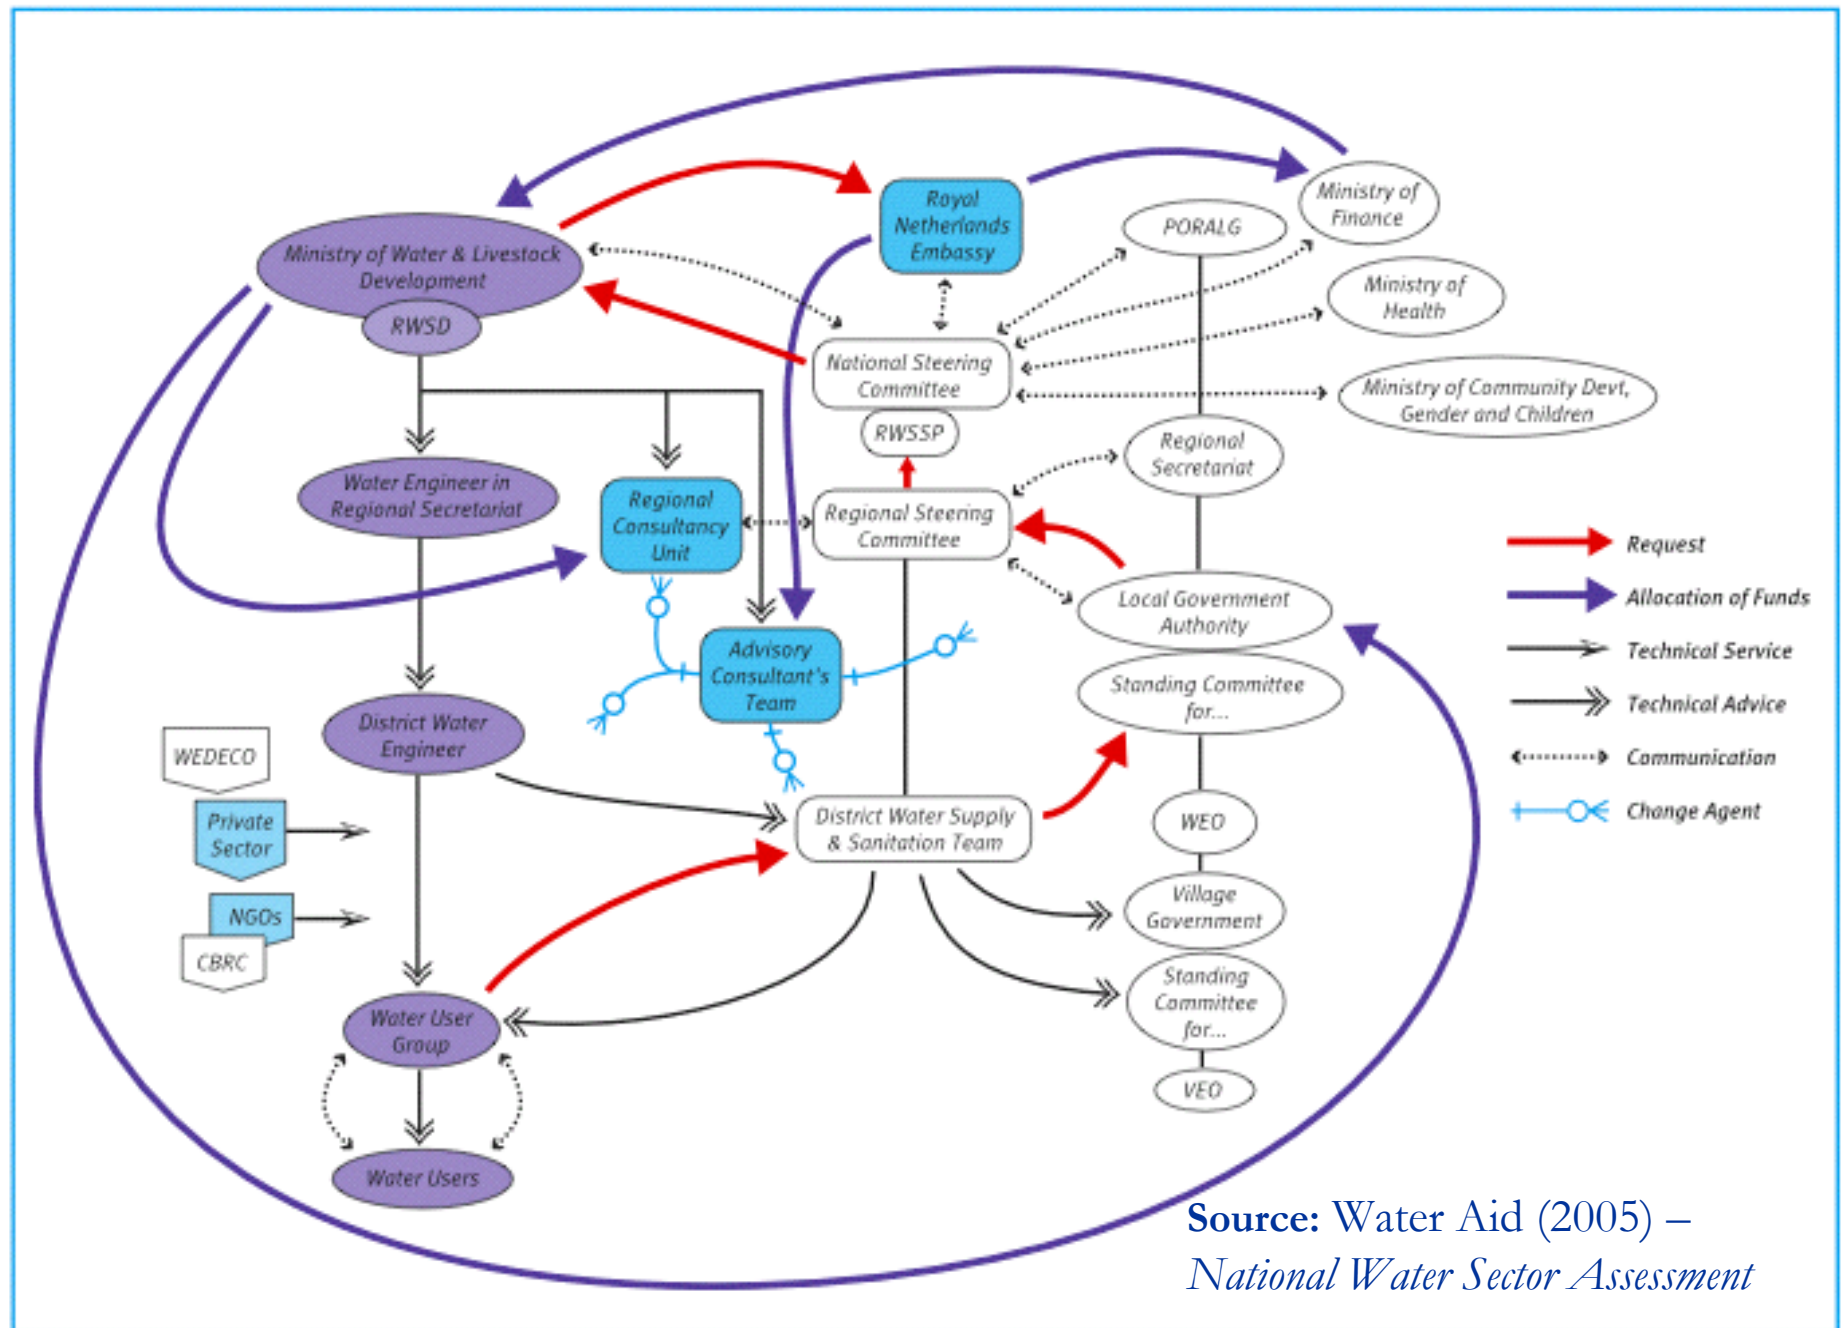 Ministry of
Finance
Royal
Netherlands
Embassy
PORALG
Ministry of Water & Livestock
Development
RWSD
Ministry of
Health
National Steering
Committee
RWSSP
Ministry of Community Devt,
Gender and Children
Regional
Secretariat
Water Engineer in
Regional Secretariat
Regional
Consultancy
Unit
Regional Steering
Committee
Local Government
Authority
Advisory
Consultant's
Team
Standing Committee
for...
District Water
Engineer
WEDECO
Private
Sector
NGOs
CBRC
District Water Supply
& Sanitation Team
WEO
Village
Government
Standing
Committee
for...
VEO
Water User
Group
Water Users
Request
Allocation of Funds
Technical Service
Technical Advice
Communication
Change Agent
Source: Water Aid (2005) –
National Water Sector Assessment